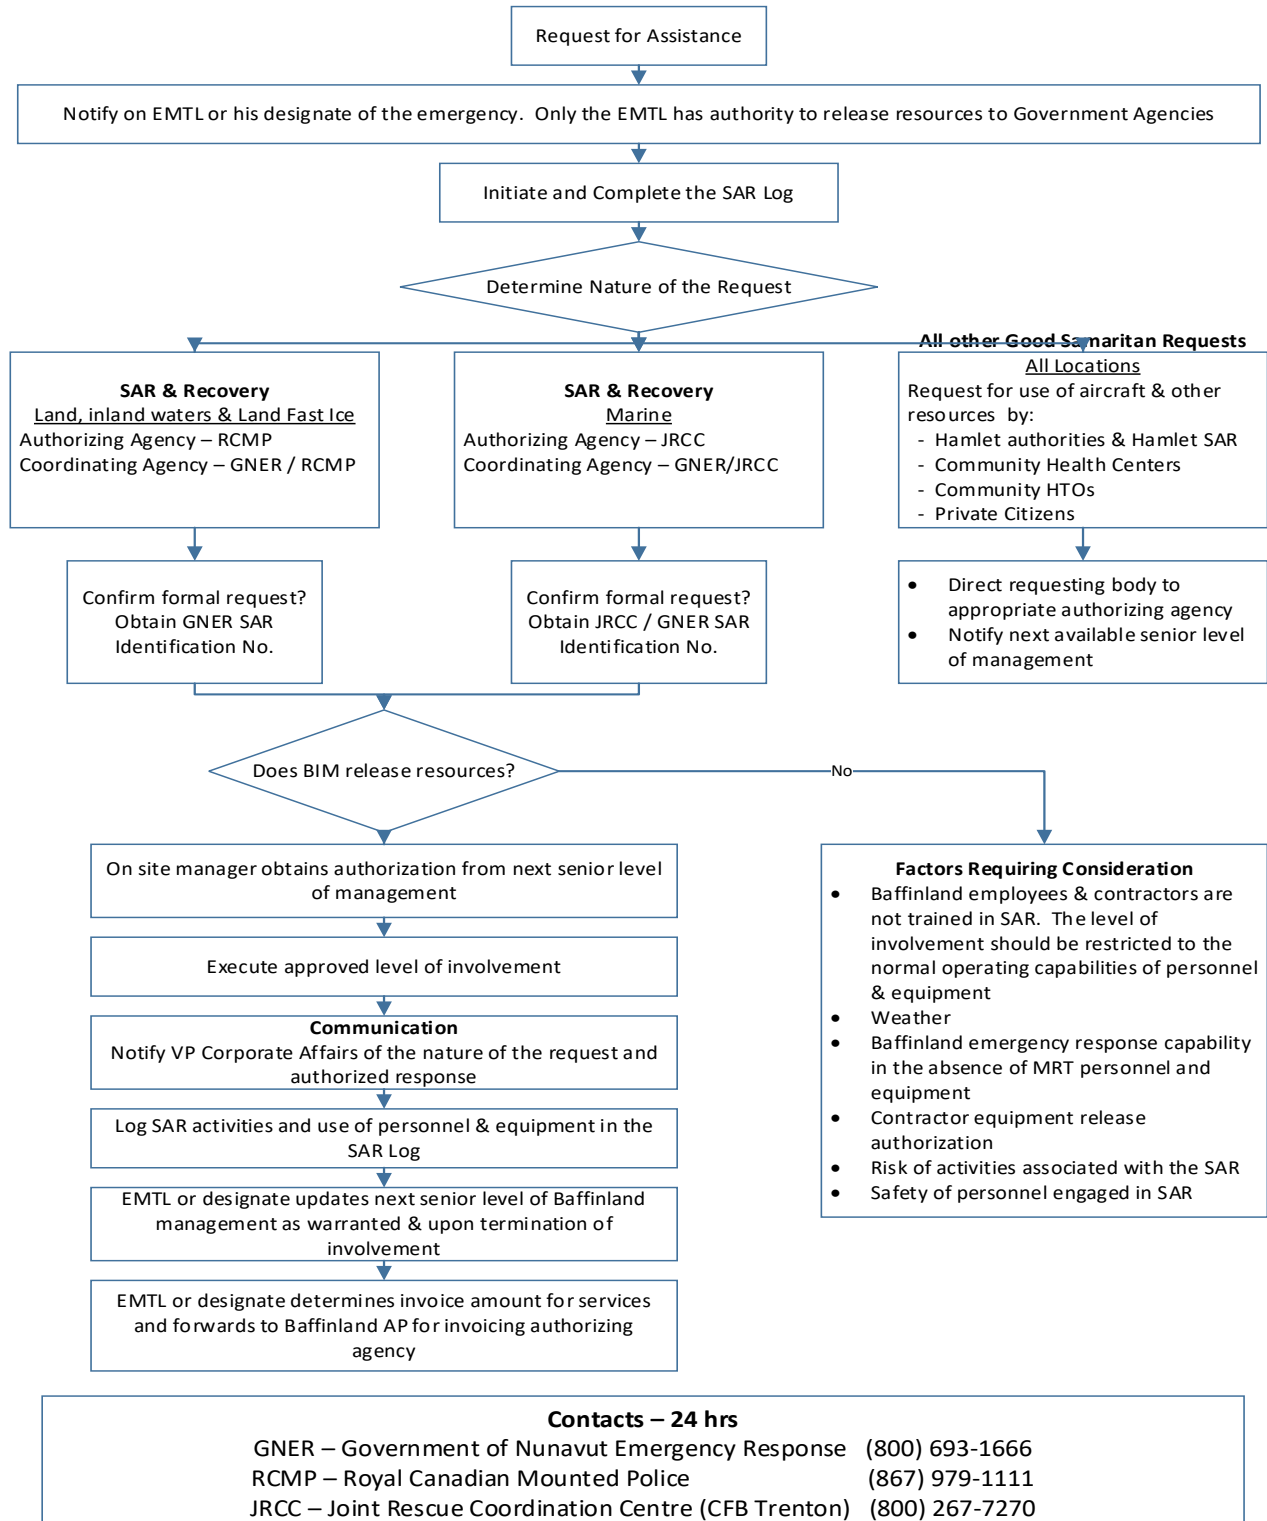 Request for Assistance
Notify on EMTL or his designate of the emergency.  Only the EMTL has authority to release resources to Government Agencies
Initiate and Complete the SAR Log
Determine Nature of the Request
SAR & Recovery
Land, inland waters & Land Fast Ice
Authorizing Agency – RCMP
Coordinating Agency – GNER / RCMP
SAR & Recovery
Marine
Authorizing Agency – JRCC
Coordinating Agency – GNER/JRCC
All other Good Samaritan Requests
All Locations
Request for use of aircraft & other
resources  by:
- Hamlet authorities & Hamlet SAR
- Community Health Centers
- Community HTOs
- Private Citizens
Confirm formal request?
Obtain GNER SAR
Identification No.
Confirm formal request?
Obtain JRCC / GNER SAR
Identification No.
• Direct requesting body to
appropriate authorizing agency
• Notify next available senior level
of management
Does BIM release resources?
No
On site manager obtains authorization from next senior level
of management
Execute approved level of involvement
Communication
Notify VP Corporate Affairs of the nature of the request and
authorized response
Log SAR activities and use of personnel & equipment in the
SAR Log
EMTL or designate updates next senior level of Baffinland
management as warranted & upon termination of
involvement
EMTL or designate determines invoice amount for services
and forwards to Baffinland AP for invoicing authorizing
agency
Factors Requiring Consideration
• Baffinland employees & contractors are
not trained in SAR.  The level of
involvement should be restricted to the
normal operating capabilities of personnel
& equipment
• Weather
• Baffinland emergency response capability
in the absence of MRT personnel and
equipment
• Contractor equipment release
authorization
• Risk of activities associated with the SAR
• Safety of personnel engaged in SAR
Contacts – 24 hrs
GNER – Government of Nunavut Emergency Response (800) 693-1666
RCMP – Royal Canadian Mounted Police (867) 979-1111
JRCC – Joint Rescue Coordination Centre (CFB Trenton) (800) 267-7270